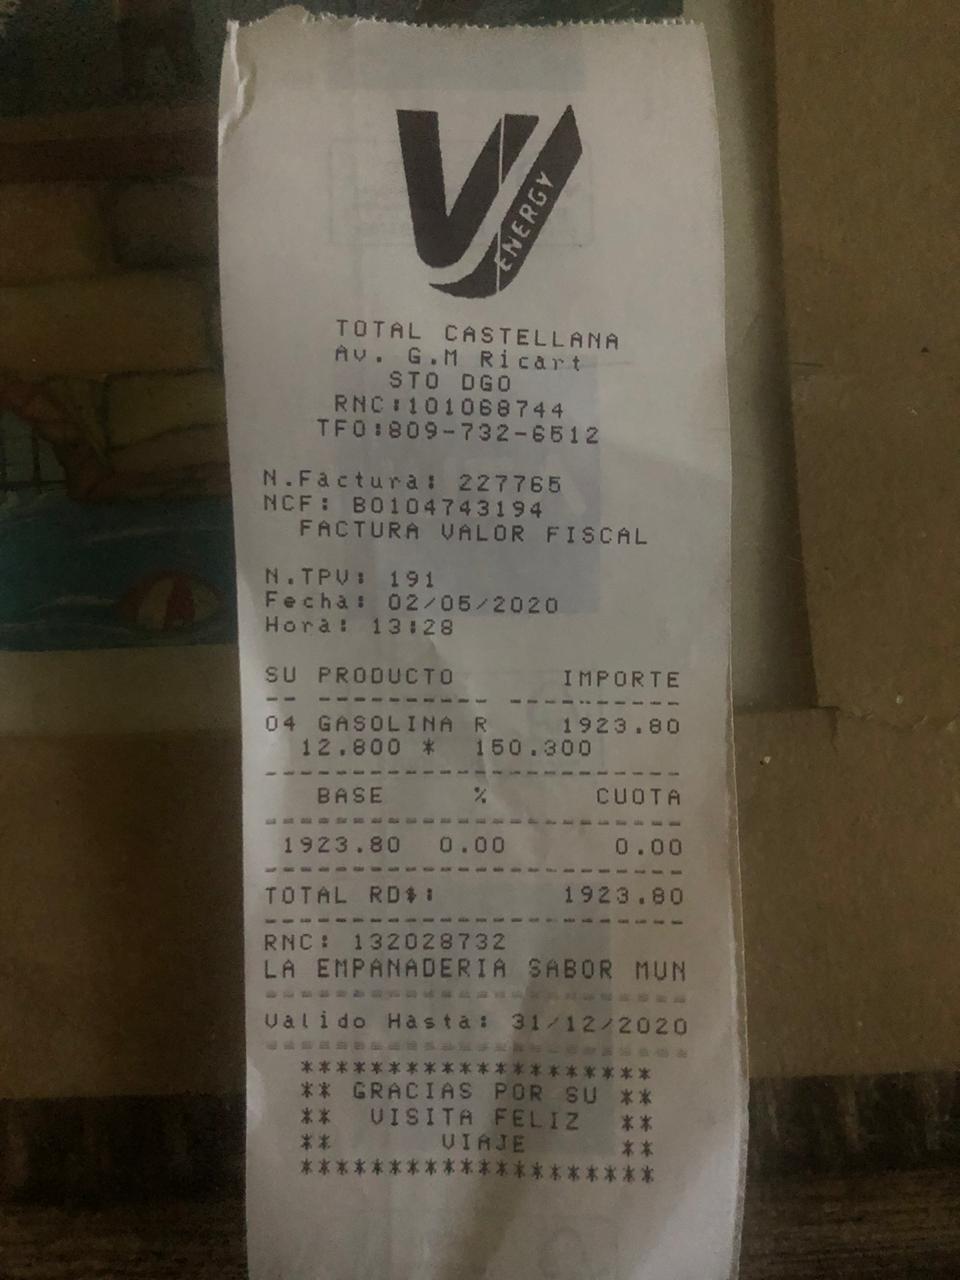 V
ENERGY
TOTAL CASTELLANA
Av. G.M Ricart
STO DGO
RNC:101068744
TFO:809-732-6512
N.Factura: 227765
NCF: B0104743194
FACTURA VALOR FISCAL
N.TPV: 191
Fecha: 02/05/2020
Hora: 13:28
SU PRODUCTO IMPORTE
04 GASOLINA R 1923.80
12.800 * 150.300
BASE % CUOTA
1923.80 0.00 0.00
TOTAL RD$: 1923.80
RNC: 132028732
LA EMPANADERIA SABOR MUN
Valido Hasta: 31/12/2020
********************
** GRACIAS POR SU **
** VISITA FELIZ **
** VIAJE **
********************